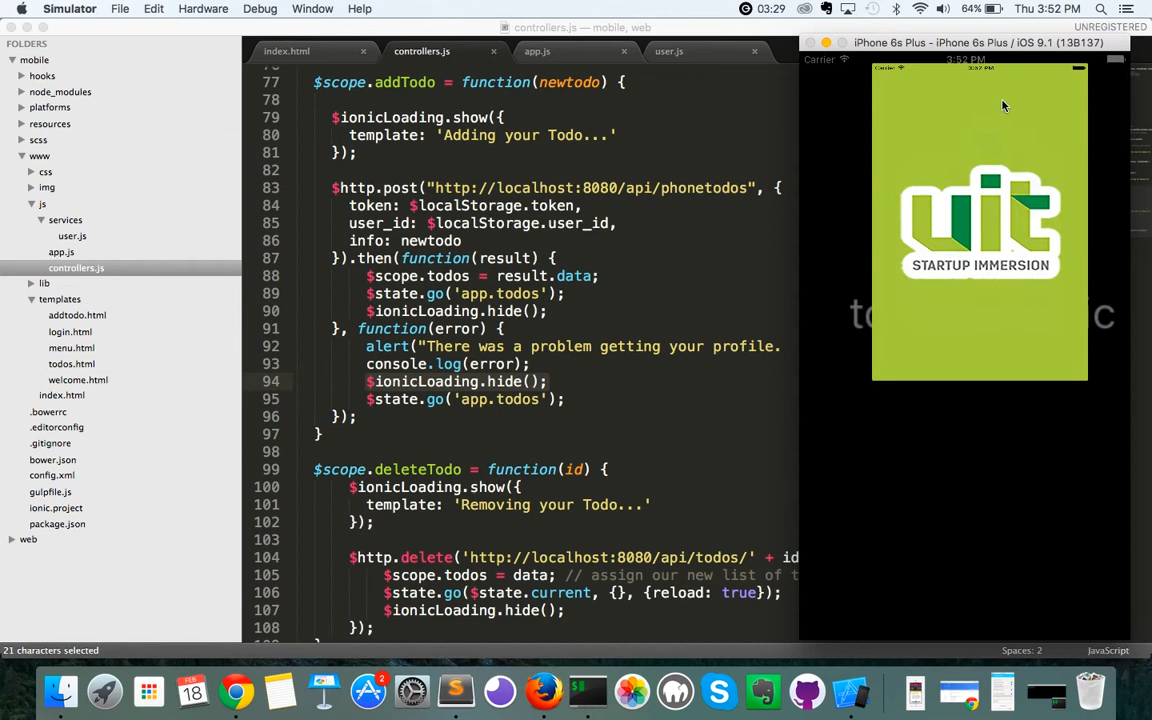 Simulator File Edit Hardware Debug Window Help 03:29 64% Thu 3:52 PM
controllers.js — mobile, web UNREGISTERED
FOLDERS
mobile
hooks
node_modules
platforms
resources
scss
www
css
img
js
services
user.js
app.js
controllers.js
lib
templates
addtodo.html
login.html
menu.html
todos.html
welcome.html
index.html
.bowerrc
.editorconfig
.gitignore
bower.json
config.xml
gulpfile.js
ionic.project
package.json
web
index.html controllers.js app.js user.js
77 $scope.addTodo = function(newtodo) {
78
79 $ionicLoading.show({
80 template: 'Adding your Todo...'
81 });
82
83 $http.post("http://localhost:8080/api/phonetodos", {
84 token: $localStorage.token,
85 user_id: $localStorage.user_id,
86 info: newtodo
87 }).then(function(result) {
88 $scope.todos = result.data;
89 $state.go('app.todos');
90 $ionicLoading.hide();
91 }, function(error) {
92 alert("There was a problem getting your profile.
93 console.log(error);
94 $ionicLoading.hide();
95 $state.go('app.todos');
96 });
97 }
98
99 $scope.deleteTodo = function(id) {
100 $ionicLoading.show({
101 template: 'Removing your Todo...'
102 });
103
104 $http.delete('http://localhost:8080/api/todos/' + id
105 $scope.todos = data; // assign our new list of t
106 $state.go($state.current, {}, {reload: true});
107 $ionicLoading.hide();
108 });
iPhone 6s Plus - iPhone 6s Plus / iOS 9.1 (13B137)
Carrier 3:52 PM
Carrier 3:52 PM
uit
STARTUP IMMERSION
21 characters selected Spaces: 2 JavaScript
FEB
18
2